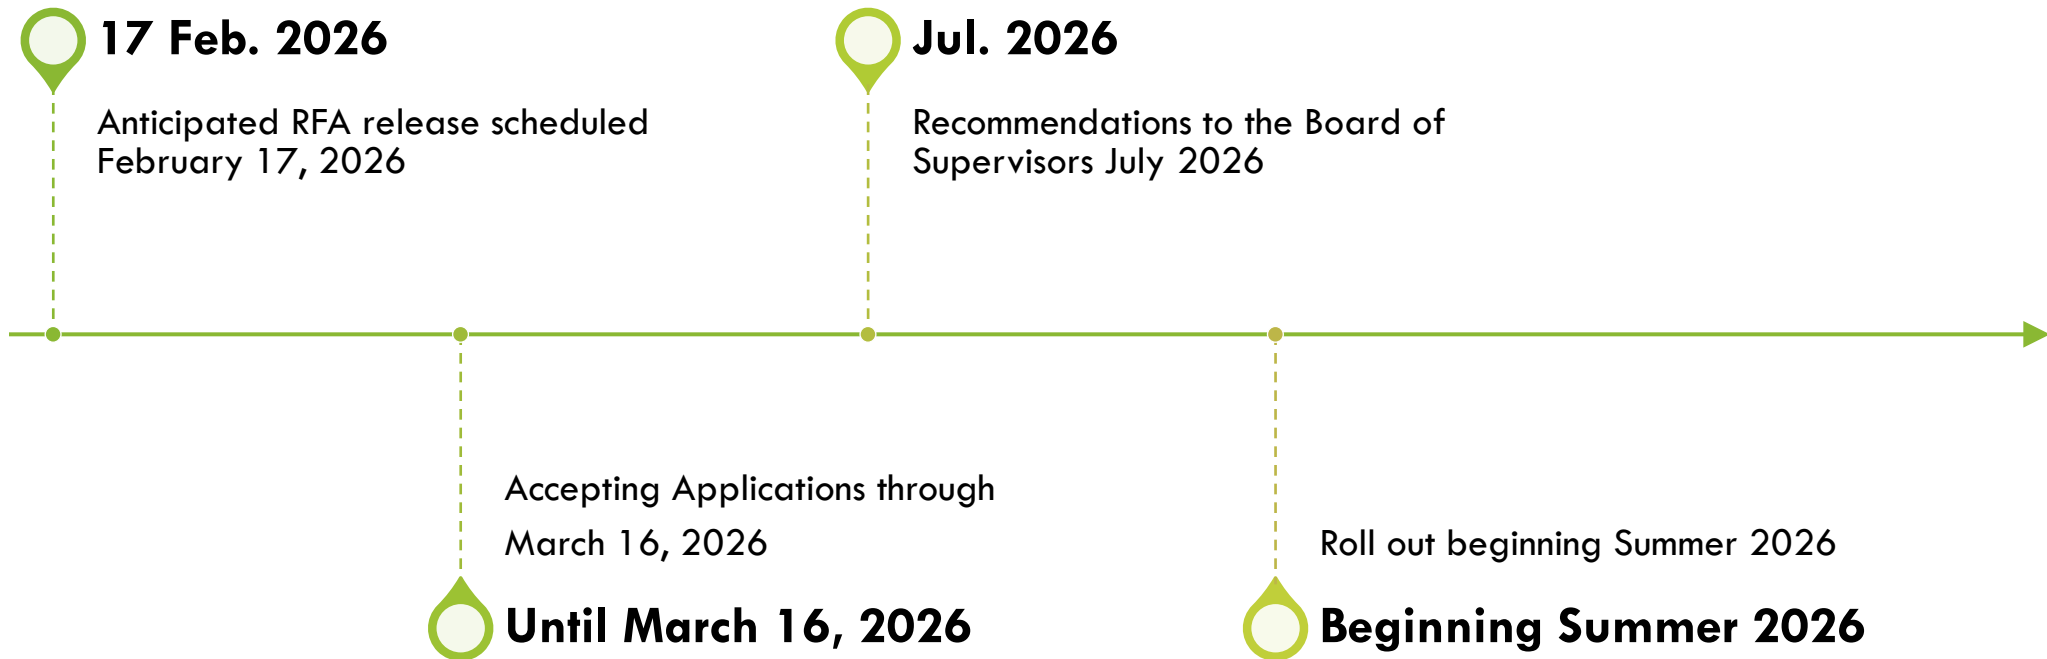 17 Feb. 2026
Anticipated RFA release scheduled
February 17, 2026
Accepting Applications through
March 16, 2026
Until March 16, 2026
Jul. 2026
Recommendations to the Board of
Supervisors July 2026
Roll out beginning Summer 2026
Beginning Summer 2026